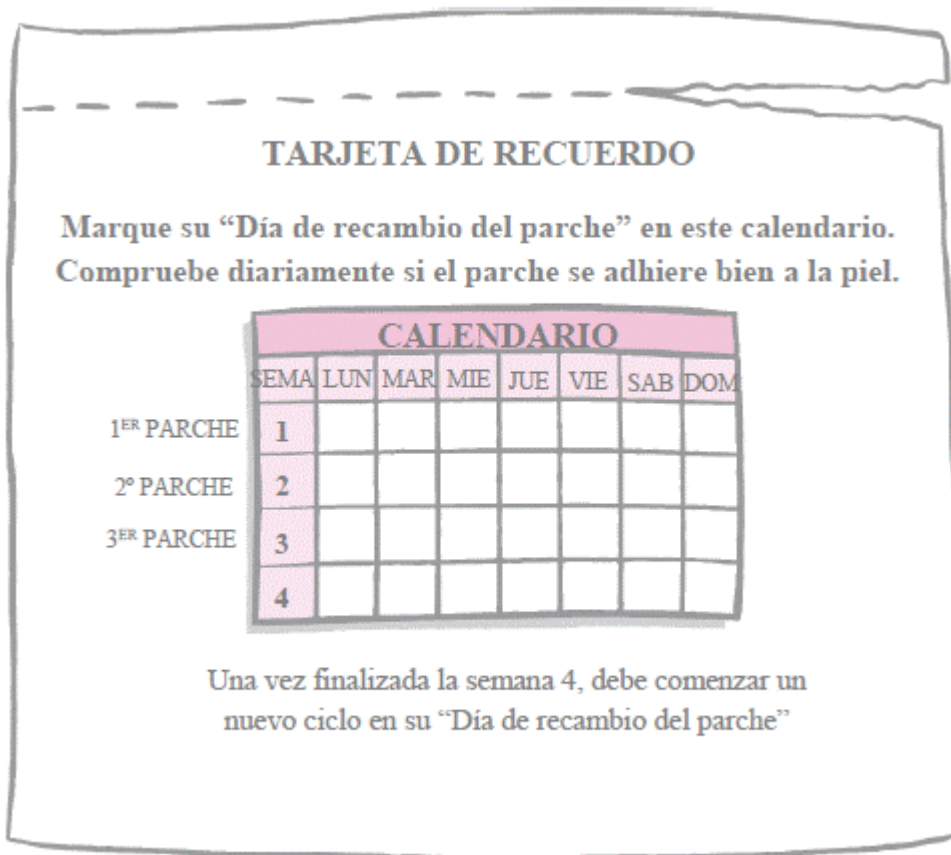 TARJETA DE RECUERDO
Marque su “Día de recambio del parche” en este calendario.
Compruebe diariamente si el parche se adhiere bien a la piel.
CALENDARIO
SEMA LUN MAR MIE JUE VIE SAB DOM
1ER PARCHE 1
2º PARCHE 2
3ER PARCHE 3
4
Una vez finalizada la semana 4, debe comenzar un
nuevo ciclo en su “Día de recambio del parche”